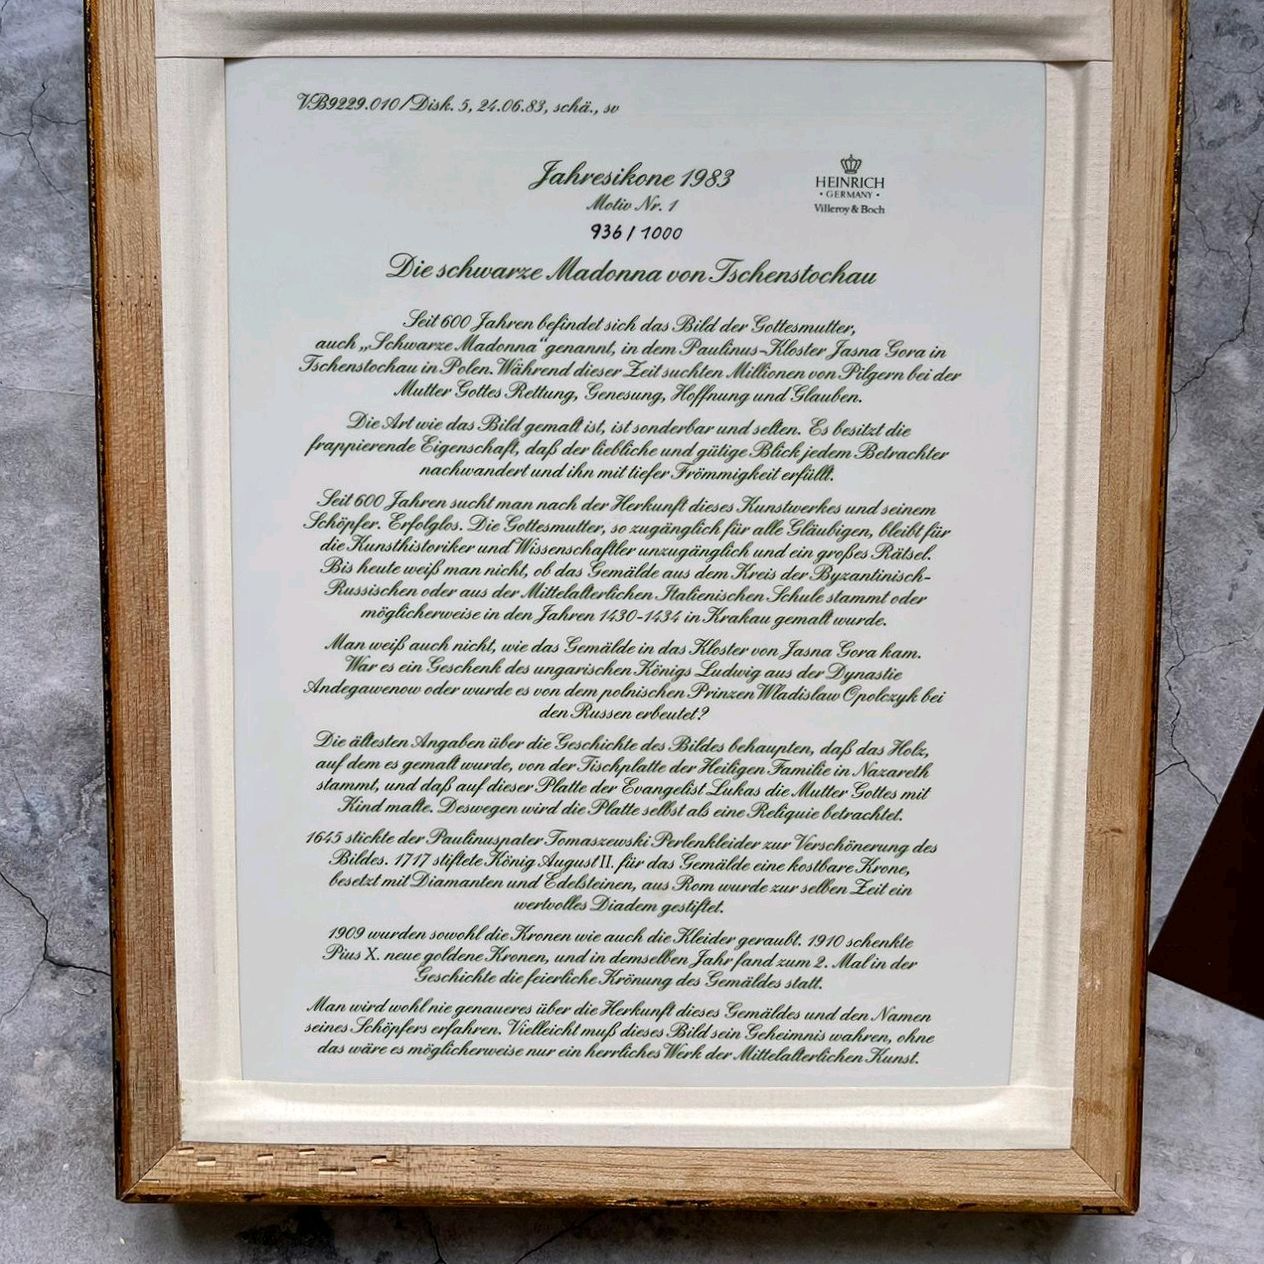 VB9229.010/Disk. 5, 24.06.83, schä., sv
Jahresikone 1983
Motiv Nr. 1
936 / 1000
HEINRICH
· GERMANY ·
Villeroy & Boch
Die schwarze Madonna von Tschenstochau
Seit 600 Jahren befindet sich das Bild der Gottesmutter,
auch „Schwarze Madonna“ genannt, in dem Paulinus-Kloster Jasna Gora in
Tschenstochau in Polen. Während dieser Zeit suchten Millionen von Pilgern bei der
Mutter Gottes Rettung, Genesung, Hoffnung und Glauben.
Die Art wie das Bild gemalt ist, ist sonderbar und selten. Es besitzt die
frappierende Eigenschaft, daß der liebliche und gütige Blick jedem Betrachter
nachwandert und ihn mit tiefer Frömmigkeit erfüllt.
Seit 600 Jahren sucht man nach der Herkunft dieses Kunstwerkes und seinem
Schöpfer. Erfolglos. Die Gottesmutter, so zugänglich für alle Gläubigen, bleibt für
die Kunsthistoriker und Wissenschaftler unzugänglich und ein großes Rätsel.
Bis heute weiß man nicht, ob das Gemälde aus dem Kreis der Byzantinisch-
Russischen oder aus der Mittelalterlichen Italienischen Schule stammt oder
möglicherweise in den Jahren 1430-1434 in Krakau gemalt wurde.
Man weiß auch nicht, wie das Gemälde in das Kloster von Jasna Gora kam.
War es ein Geschenk des ungarischen Königs Ludwig aus der Dynastie
Andegawenow oder wurde es von dem polnischen Prinzen Wladislaw Opolczyk bei
den Russen erbeutet?
Die ältesten Angaben über die Geschichte des Bildes behaupten, daß das Holz,
auf dem es gemalt wurde, von der Tischplatte der Heiligen Familie in Nazareth
stammt, und daß auf dieser Platte der Evangelist Lukas die Mutter Gottes mit
Kind malte. Deswegen wird die Platte selbst als eine Reliquie betrachtet.
1645 stickte der Paulinuspater Tomaszewski Perlenkleider zur Verschönerung des
Bildes. 1717 stiftete König August II. für das Gemälde eine kostbare Krone,
besetzt mit Diamanten und Edelsteinen, aus Rom wurde zur selben Zeit ein
wertvolles Diadem gestiftet.
1909 wurden sowohl die Kronen wie auch die Kleider geraubt. 1910 schenkte
Pius X. neue goldene Kronen, und in demselben Jahr fand zum 2. Mal in der
Geschichte die feierliche Krönung des Gemäldes statt.
Man wird wohl nie genaueres über die Herkunft dieses Gemäldes und den Namen
seines Schöpfers erfahren. Vielleicht muß dieses Bild sein Geheimnis wahren, ohne
das wäre es möglicherweise nur ein herrliches Werk der Mittelalterlichen Kunst.